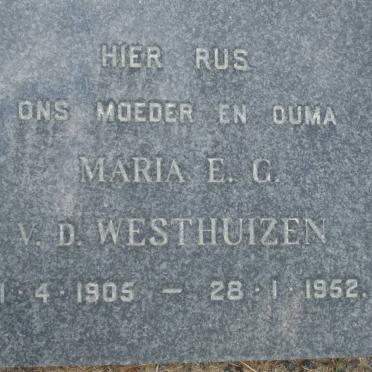 HIER RUS
ONS MOEDER EN OUMA
MARIA E. G.
V. D. WESTHUIZEN
1·4·1905 — 28·1·1952.